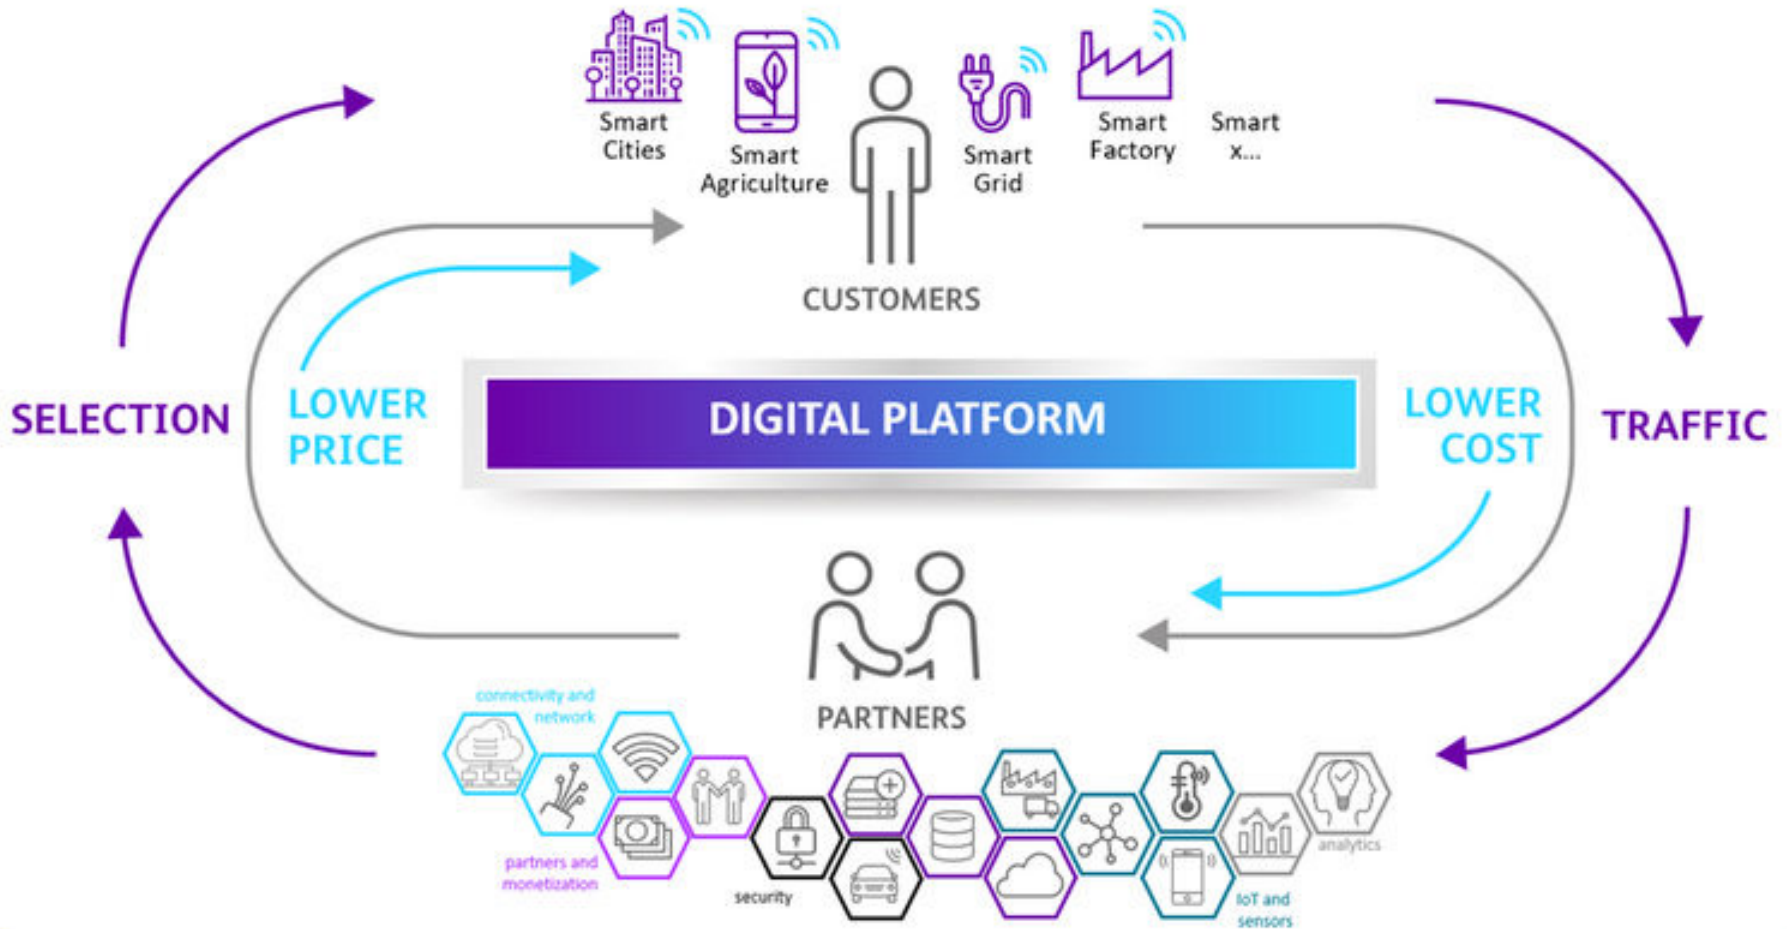 Smart
Cities
Smart
Agriculture
Smart
Grid
Smart
Factory
Smart
x...
CUSTOMERS
SELECTION
LOWER
PRICE
DIGITAL PLATFORM
LOWER
COST
TRAFFIC
PARTNERS
connectivity and
network
partners and
monetization
security
IoT and
sensors
analytics